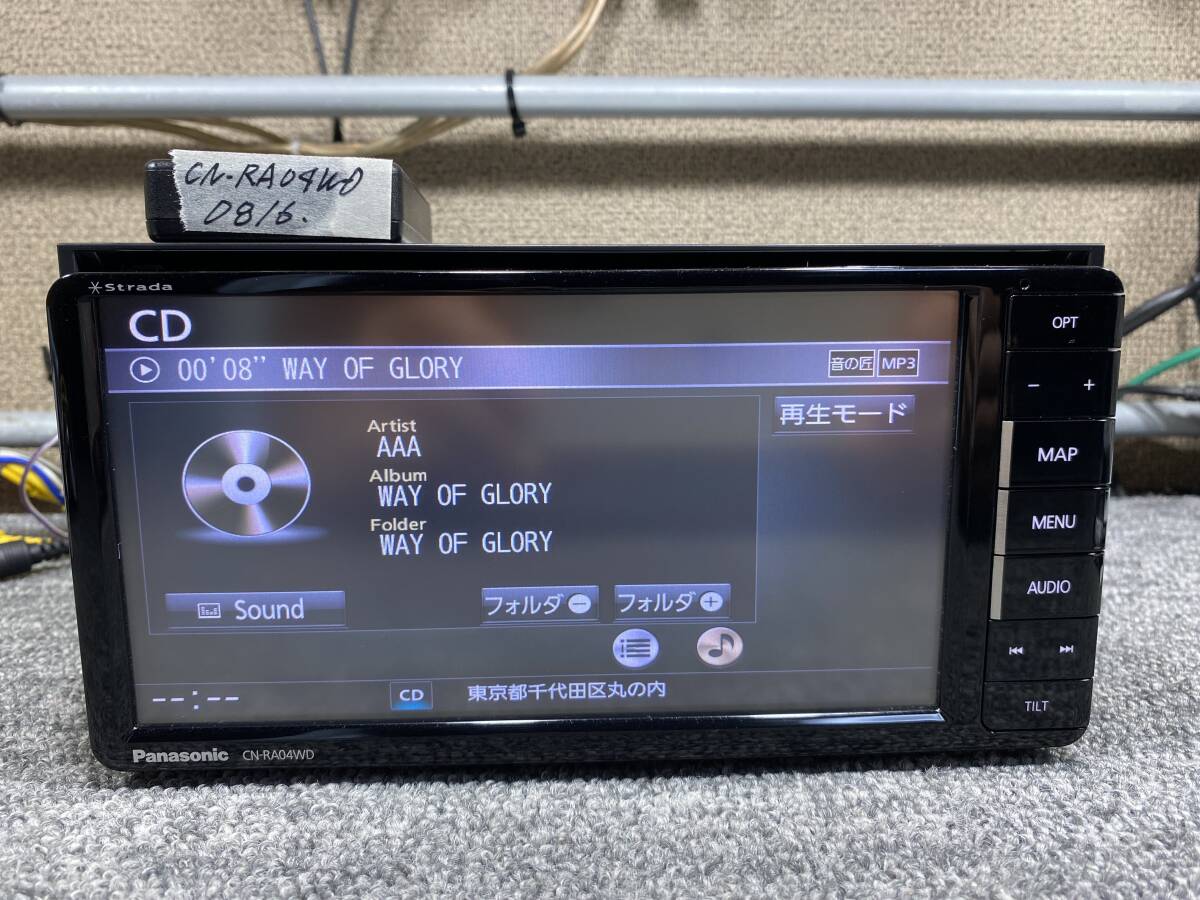 CN-RA04WD
D816.
Strada
CD
00'08" WAY OF GLORY
音の匠 MP3
再生モード
Artist
AAA
Album
WAY OF GLORY
Folder
WAY OF GLORY
Sound
フォルダ−
フォルダ+
--:--
CD
東京都千代田区丸の内
Panasonic CN-RA04WD
OPT
− +
MAP
MENU
AUDIO
TILT